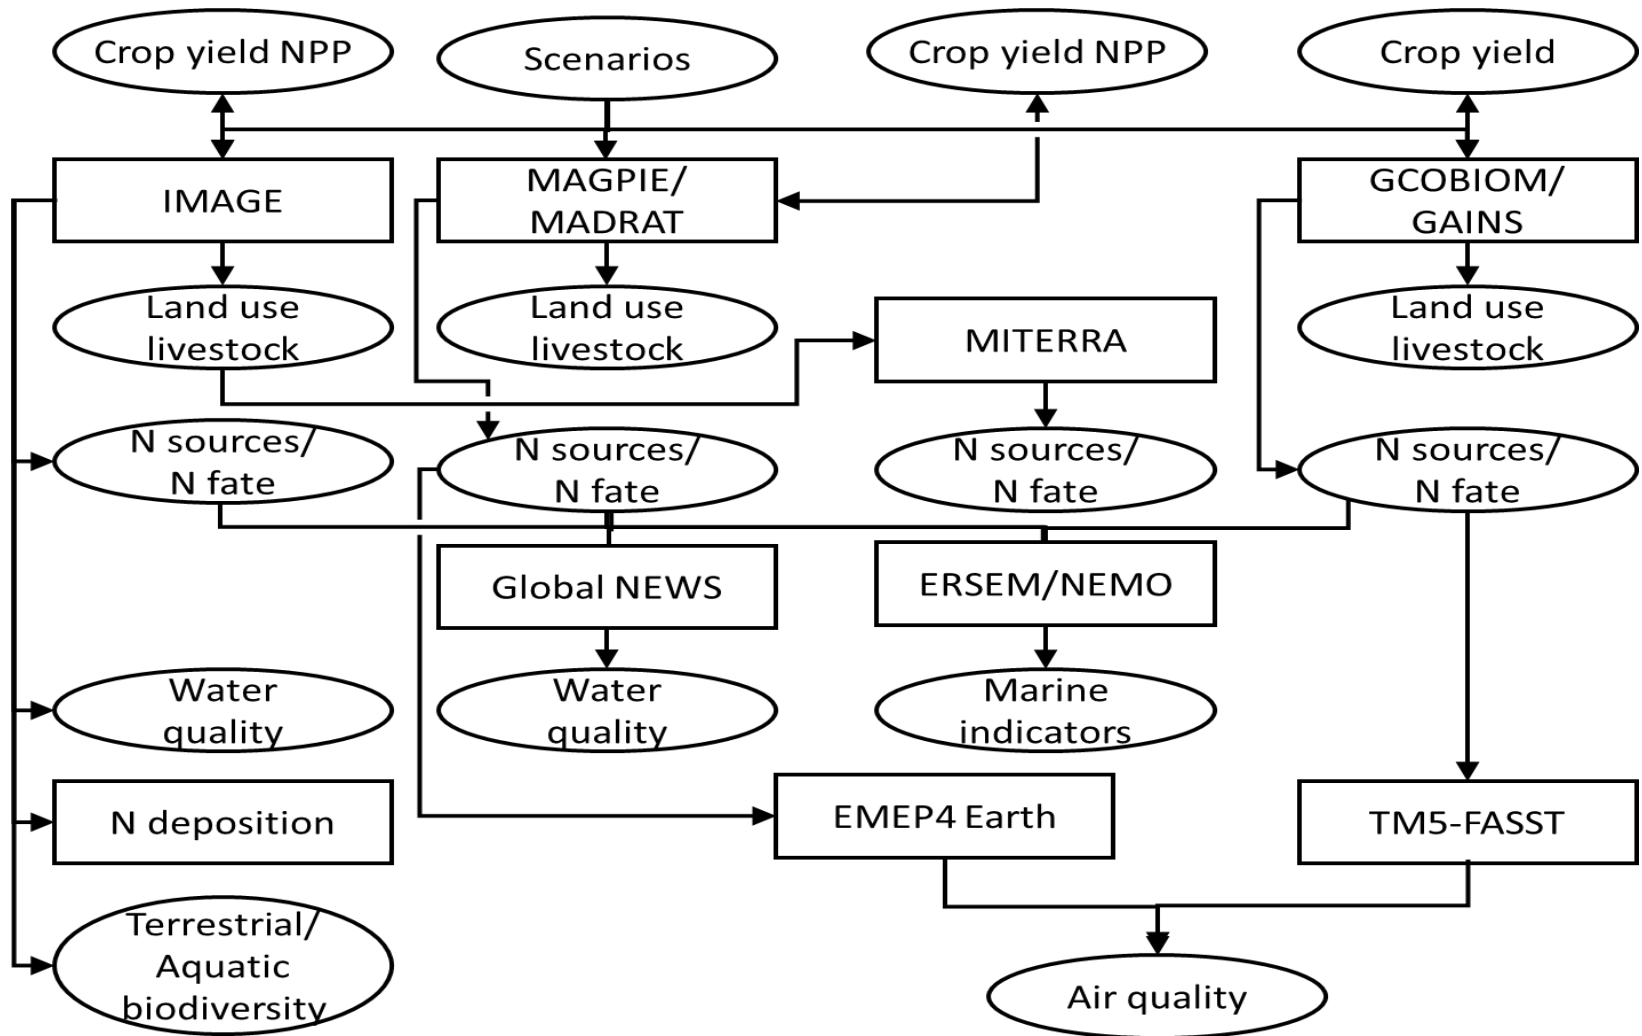 Crop yield NPP
Scenarios
Crop yield NPP
Crop yield
IMAGE
MAGPIE/
MADRAT
GCOBIOM/
GAINS
Land use
livestock
Land use
livestock
MITERRA
Land use
livestock
N sources/
N fate
N sources/
N fate
N sources/
N fate
N sources/
N fate
Global NEWS
ERSEM/NEMO
Water
quality
Water
quality
Marine
indicators
N deposition
EMEP4 Earth
TM5-FASST
Terrestrial/
Aquatic
biodiversity
Air quality